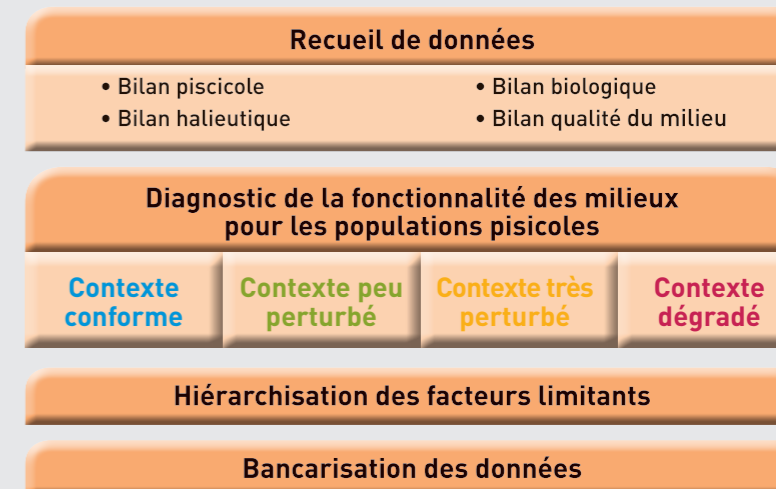 Recueil de données
• Bilan piscicole
• Bilan halieutique
• Bilan biologique
• Bilan qualité du milieu
Diagnostic de la fonctionnalité des milieux
pour les populations pisicoles
Contexte
conforme
Contexte peu
perturbé
Contexte très
perturbé
Contexte
dégradé
Hiérarchisation des facteurs limitants
Bancarisation des données